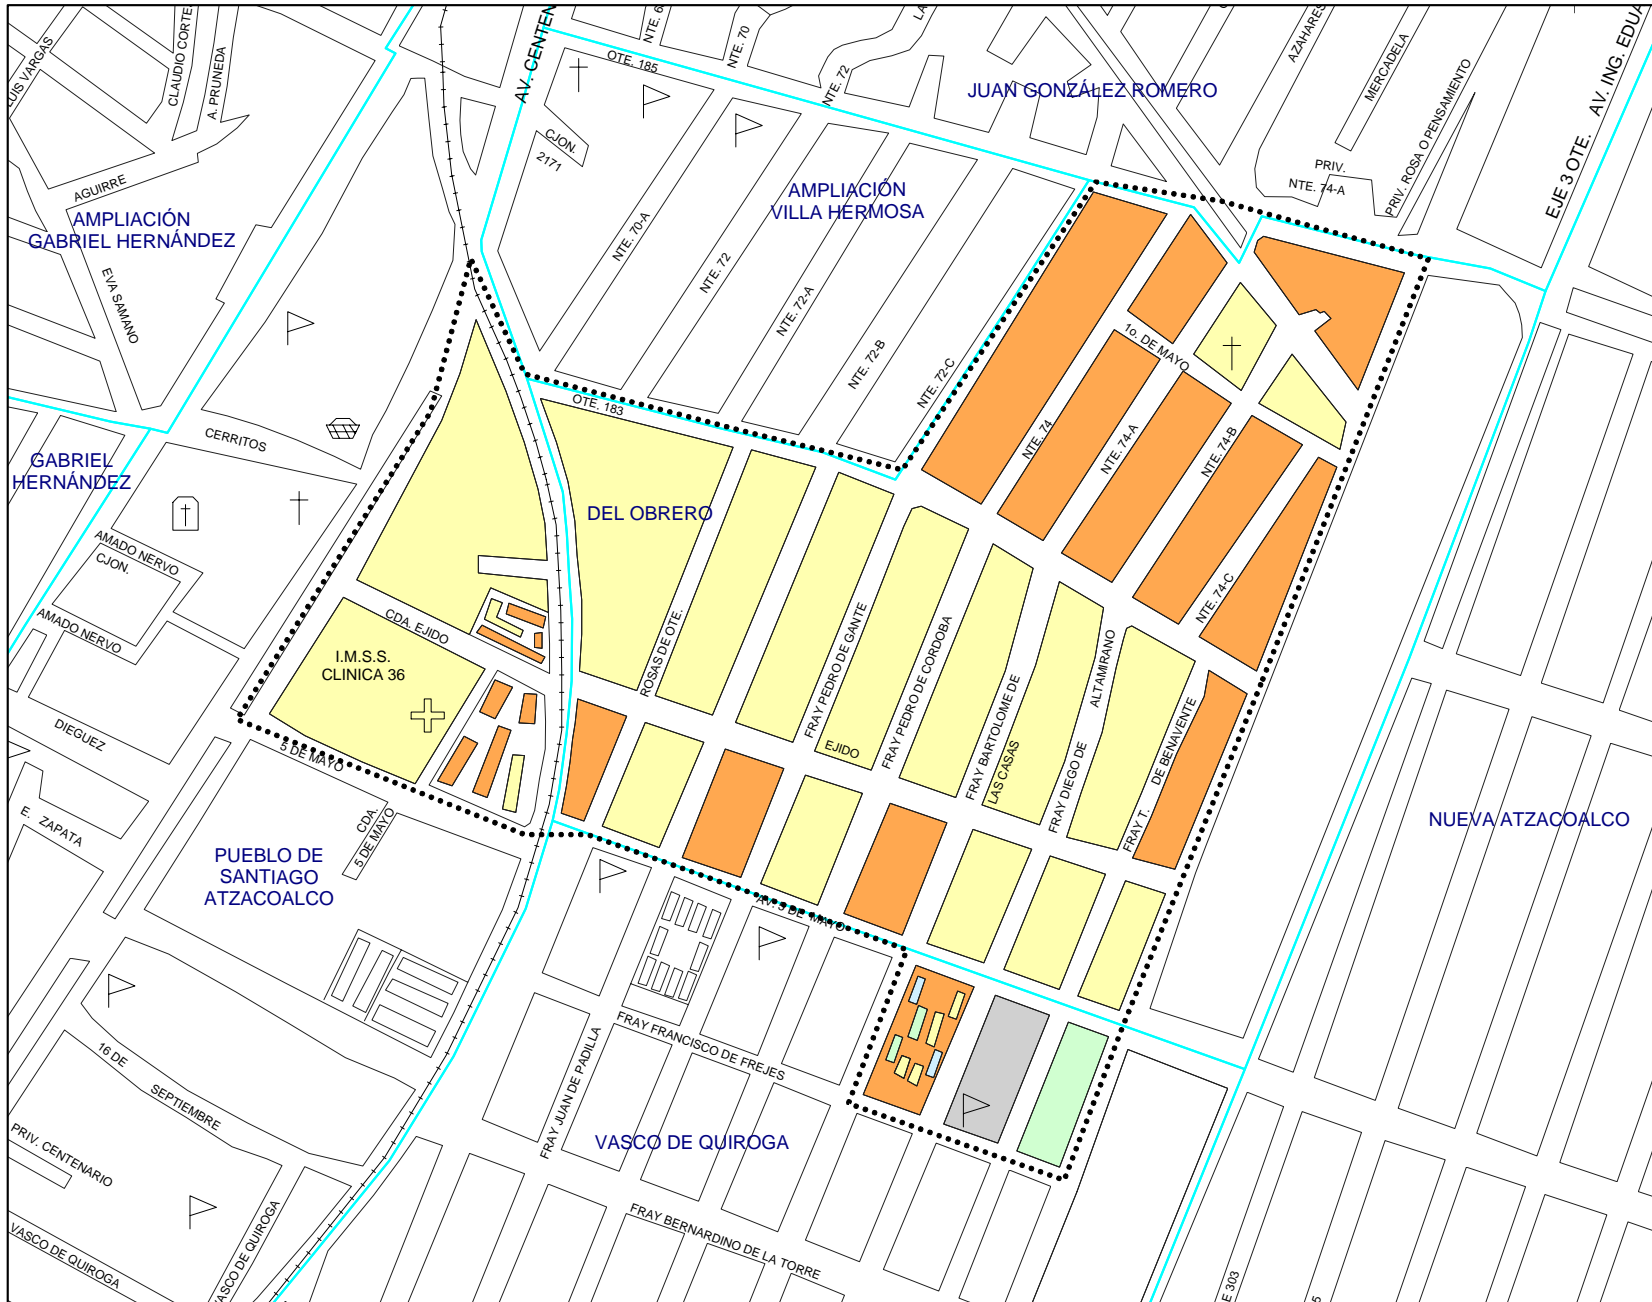 LUIS VARGAS
CLAUDIO CORTE
A. PRUNEDA
AGUIRRE
AMPLIACIÓN
GABRIEL HERNÁNDEZ
EVA SAMANO
GABRIEL
HERNÁNDEZ
CERRITOS
AMADO NERVO
CJON.
AMADO NERVO
DIEGUEZ
E. ZAPATA
AV. CENTEN
NTE. 6
NTE. 70
LA
OTE. 185
NTE. 72
CJON.
2171
JUAN GONZÁLEZ ROMERO
AZAHARES
MERCADELA
PRIV. ROSA O PENSAMIENTO
PRIV.
NTE. 74-A
EJE 3 OTE. AV. ING. EDUA
AMPLIACIÓN
VILLA HERMOSA
NTE. 70-A
NTE. 72
NTE. 72-A
NTE. 72-B
NTE. 72-C
OTE. 183
1o. DE MAYO
NTE. 74
NTE. 74-A
NTE. 74-B
NTE. 74-C
DEL OBRERO
CDA. EJIDO
I.M.S.S.
CLINICA 36
ROSAS DE OTE.
FRAY PEDRO DE GANTE
EJIDO
FRAY PEDRO DE CORDOBA
FRAY BARTOLOME DE
LAS CASAS
FRAY DIEGO DE ALTAMIRANO
FRAY T. DE BENAVENTE
5 DE MAYO
CDA.
5 DE MAYO
PUEBLO DE
SANTIAGO
ATZACOALCO
AV. 5 DE MAYO
NUEVA ATZACOALCO
16 DE SEPTIEMBRE
PRIV. CENTENARIO
VASCO DE QUIROGA
VASCO DE QUIROGA
FRAY JUAN DE PADILLA
FRAY FRANCISCO DE FREJES
VASCO DE QUIROGA
FRAY BERNARDINO DE LA TORRE
E 303